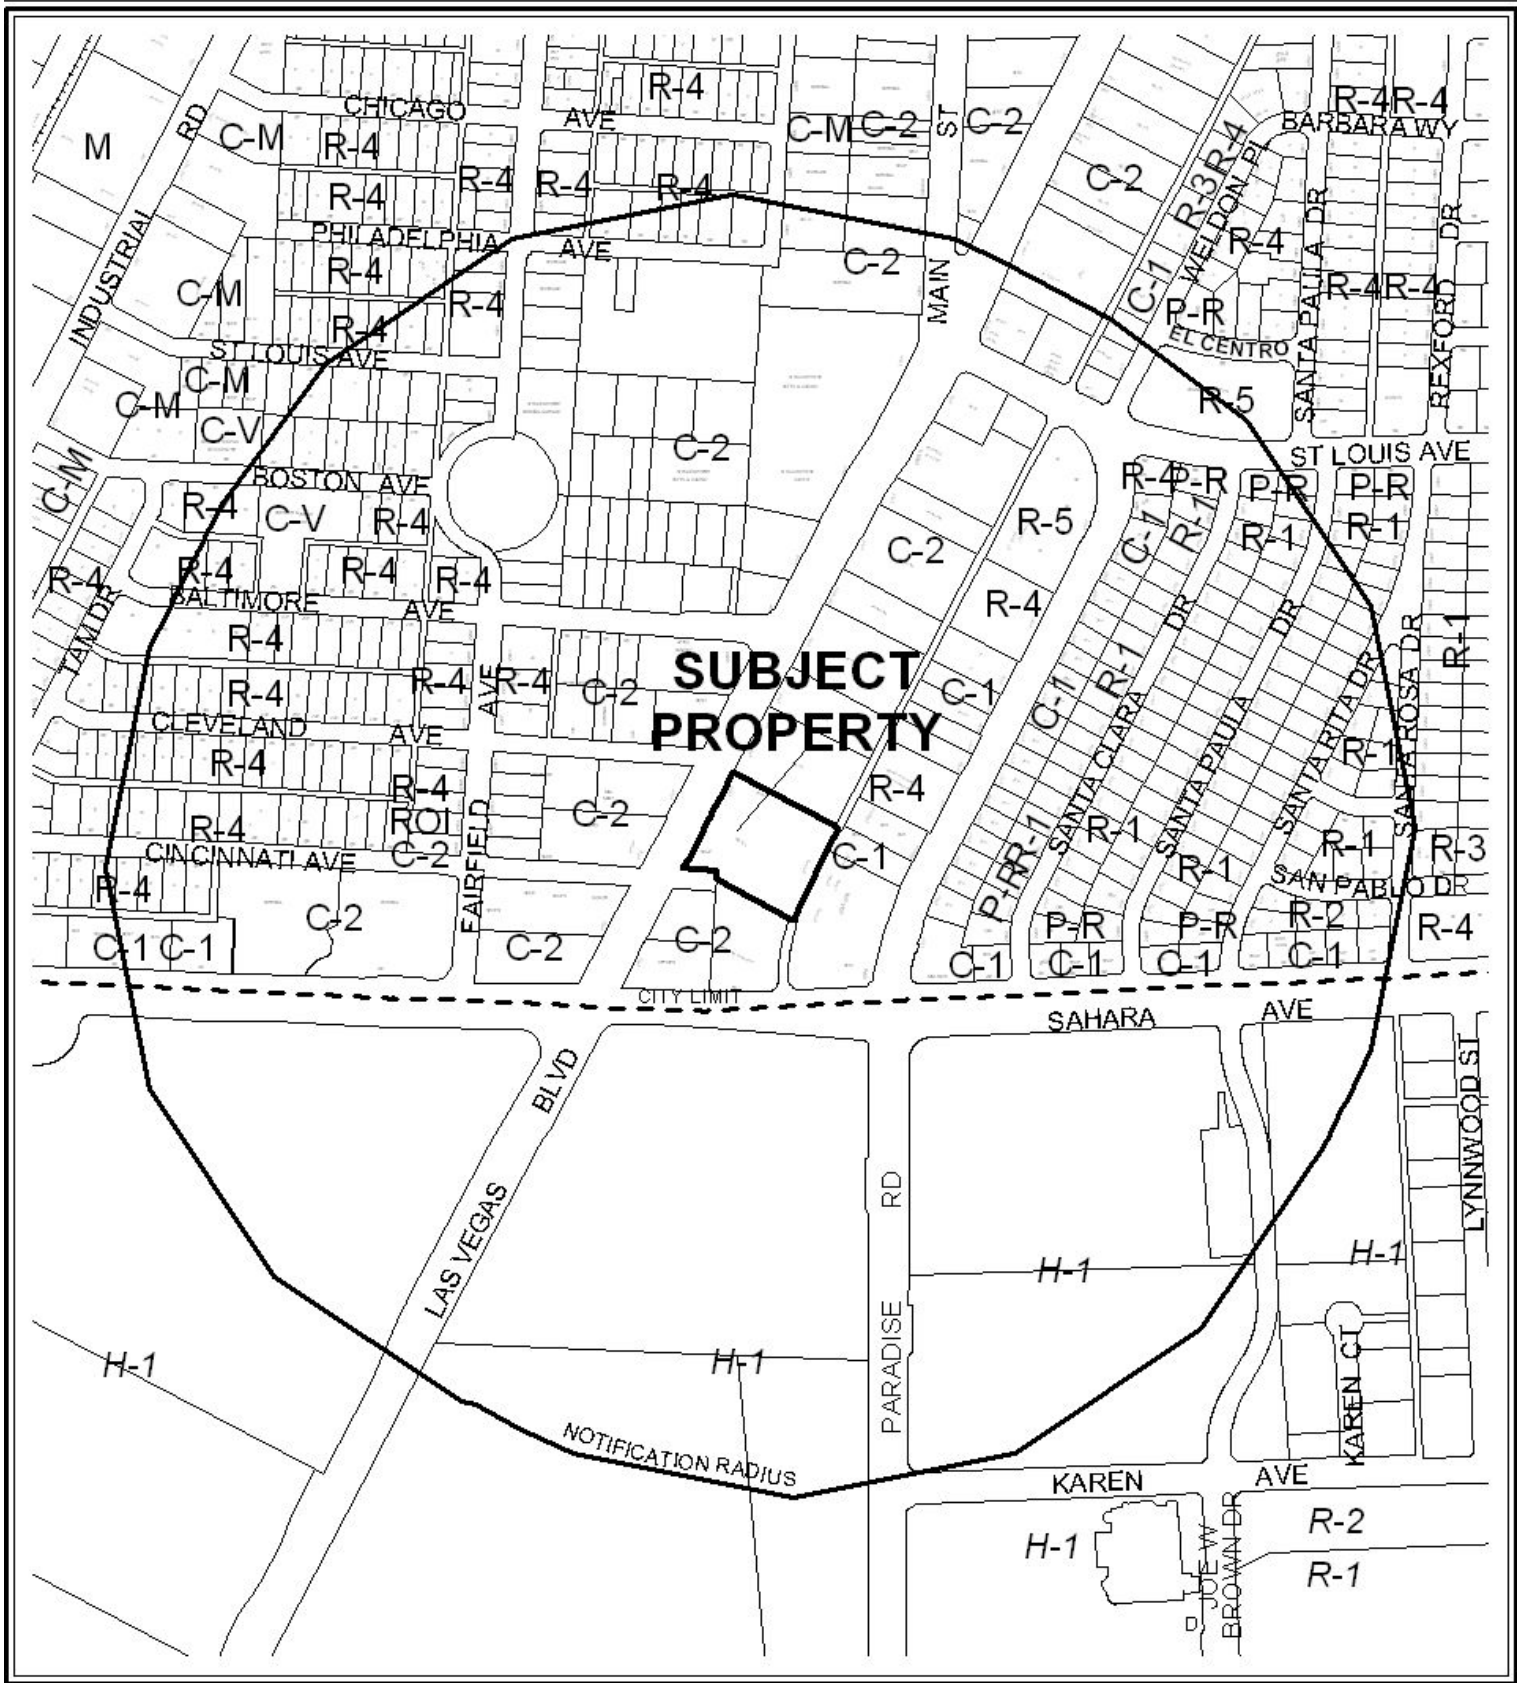 R-4
CHICAGO AVE
R-4 R-4
M
RD
C-M
R-4
C-M
C-2
ST
C-2
BARBARA WY
R-4
R-4
R-4
R-4
C-2
R-3
R-4
WELDON PL
R-4
SANTA PAULA DR
DR
INDUSTRIAL
PHILADELPHIA AVE
R-4
C-2
MAIN
C-1
P-R
R-4
R-4
REXFORD
C-M
R-4
R-4
EL CENTRO
ST LOUIS AVE
C-M
C-M
C-V
C-2
R-5
ST LOUIS AVE
C-M
BOSTON AVE
R-4
P-R
P-R
P-R
R-4
C-V
R-4
C-2
R-5
C-1
R-1
R-1
R-1
R-4
R-4
R-4
R-4
TAM DR
BALTIMORE AVE
R-4
DR
DR
R-4
SUBJECT
PROPERTY
R-1
R-4
R-4
AVE
R-4
C-2
C-1
C-1
R-1
SANTA CLARA
SANTA PAULA
SANTA RITA DR
SANTA ROSA DR
CLEVELAND AVE
R-4
R-4
R-4
R-1
ROI
C-2
FAIRFIELD
C-2
R-4
C-1
P-R
R-1
R-1
R-1
R-1
R-3
CINCINNATI AVE
R-4
SAN PABLO DR
C-2
C-1
C-1
C-2
C-2
P-R
P-R
R-2
R-4
C-1
C-1
C-1
C-1
CITY LIMIT
SAHARA AVE
BLVD
LYNNWOOD ST
LAS VEGAS
RD
H-1
H-1
PARADISE
H-1
H-1
KAREN CT
NOTIFICATION RADIUS
KAREN AVE
H-1
JOE W
BROWN DR
D
R-2
R-1